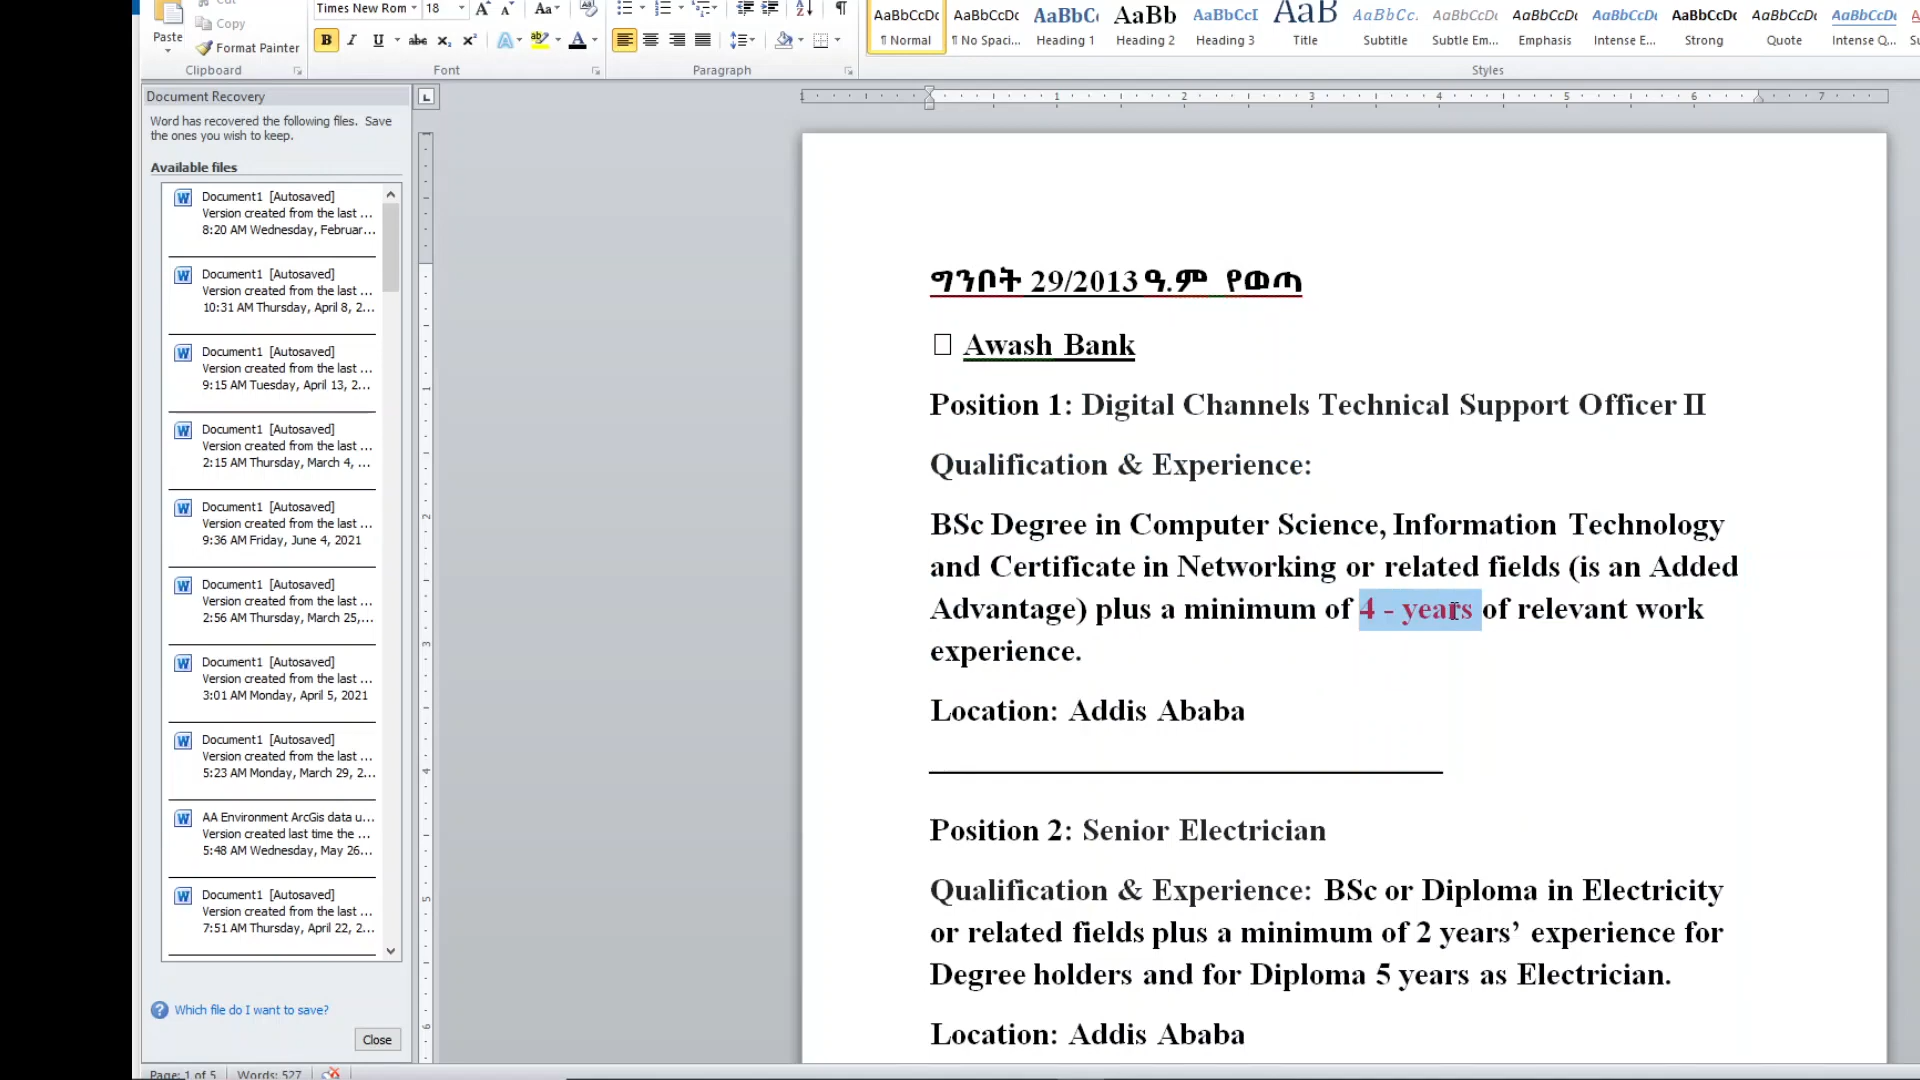 Cut
Copy
Paste
Format Painter
Clipboard
Times New Rom
18
Font
Paragraph
AaBbCcDc
¶ Normal
AaBbCcDc
¶ No Spaci...
AaBbC(
Heading 1
AaBb
Heading 2
AaBbCcI
Heading 3
AaB
Title
AaBbCc.
Subtitle
AaBbCcDc
Subtle Em...
AaBbCcDc
Emphasis
AaBbCcDc
Intense E...
AaBbCcDc
Strong
AaBbCcDc
Quote
AaBbCcDc
Intense Q...
Styles
Document Recovery
Word has recovered the following files. Save
the ones you wish to keep.
Available files
Document1 [Autosaved]
Version created from the last ...
8:20 AM Wednesday, Februar...
Document1 [Autosaved]
Version created from the last ...
10:31 AM Thursday, April 8, 2...
Document1 [Autosaved]
Version created from the last ...
9:15 AM Tuesday, April 13, 2...
Document1 [Autosaved]
Version created from the last ...
2:15 AM Thursday, March 4, ...
Document1 [Autosaved]
Version created from the last ...
9:36 AM Friday, June 4, 2021
Document1 [Autosaved]
Version created from the last ...
2:56 AM Thursday, March 25,...
Document1 [Autosaved]
Version created from the last ...
3:01 AM Monday, April 5, 2021
Document1 [Autosaved]
Version created from the last ...
5:23 AM Monday, March 29, 2...
AA Environment ArcGis data u...
Version created last time the ...
5:48 AM Wednesday, May 26...
Document1 [Autosaved]
Version created from the last ...
7:51 AM Thursday, April 22, 2...
Which file do I want to save?
Close
Page: 1 of 5
Words: 527
ግንቦት 29/2013 ዓ.ም የወጣ
Awash Bank
Position 1: Digital Channels Technical Support Officer II
Qualification & Experience:
BSc Degree in Computer Science, Information Technology
and Certificate in Networking or related fields (is an Added
Advantage) plus a minimum of 4 - years of relevant work
experience.
Location: Addis Ababa
Position 2: Senior Electrician
Qualification & Experience: BSc or Diploma in Electricity
or related fields plus a minimum of 2 years’ experience for
Degree holders and for Diploma 5 years as Electrician.
Location: Addis Ababa